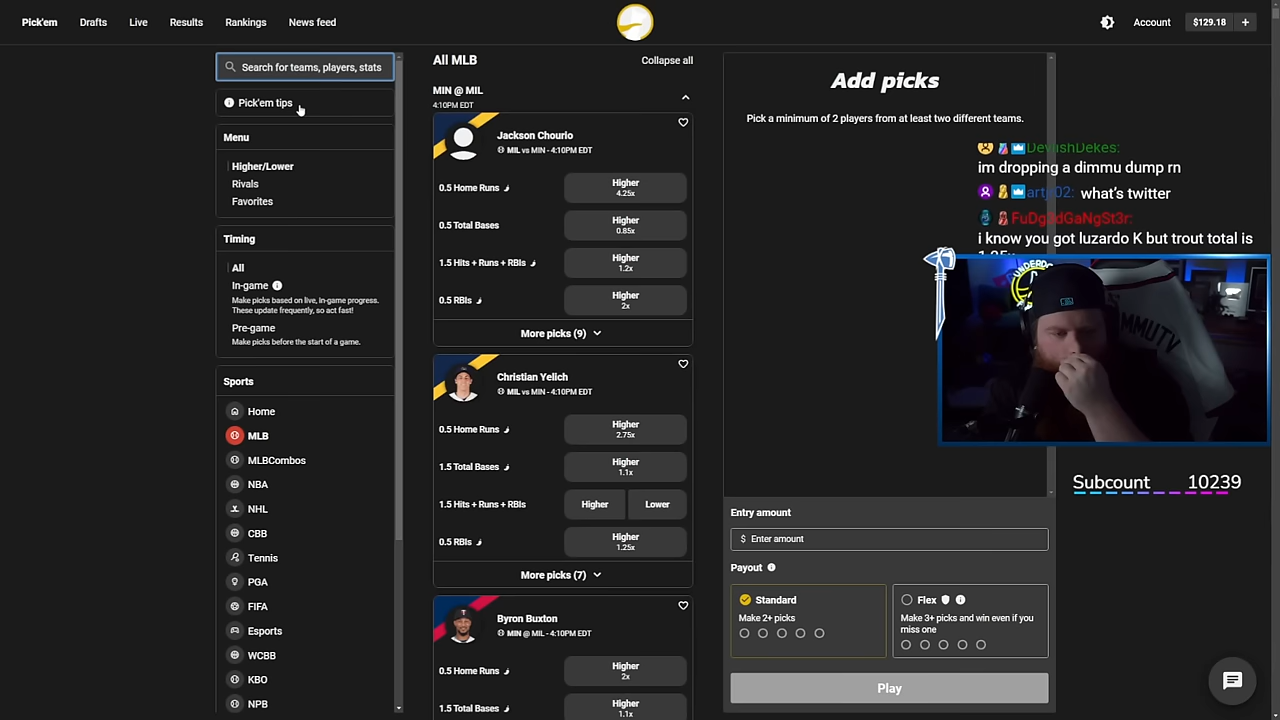 Pick'em
Drafts
Live
Results
Rankings
News feed
Account
$129.18
+
Search for teams, players, stats
Pick'em tips
Menu
Higher/Lower
Rivals
Favorites
Timing
All
In-game
Make picks based on live, in-game progress.
These update frequently, so act fast!
Pre-game
Make picks before the start of a game.
Sports
Home
MLB
MLBCombos
NBA
NHL
CBB
Tennis
PGA
FIFA
Esports
WCBB
KBO
NPB
All MLB
Collapse all
MIN @ MIL
4:10PM EDT
Jackson Chourio
MIL vs MIN - 4:10PM EDT
0.5 Home Runs
Higher
4.25x
0.5 Total Bases
Higher
0.85x
1.5 Hits + Runs + RBIs
Higher
1.2x
0.5 RBIs
Higher
2x
More picks (9)
Christian Yelich
MIL vs MIN - 4:10PM EDT
0.5 Home Runs
Higher
2.75x
1.5 Total Bases
Higher
1.1x
1.5 Hits + Runs + RBIs
Higher
Lower
0.5 RBIs
Higher
1.25x
More picks (7)
Byron Buxton
MIN @ MIL - 4:10PM EDT
0.5 Home Runs
Higher
2x
1.5 Total Bases
Higher
1.1x
Add picks
Pick a minimum of 2 players from at least two different teams.
Entry amount
$ Enter amount
Payout
Standard
Make 2+ picks
Flex
Make 3+ picks and win even if you
miss one
Play
im dropping a dimmu dump rn
what's twitter
i know you got luzardo K but trout total is
Subcount 10239